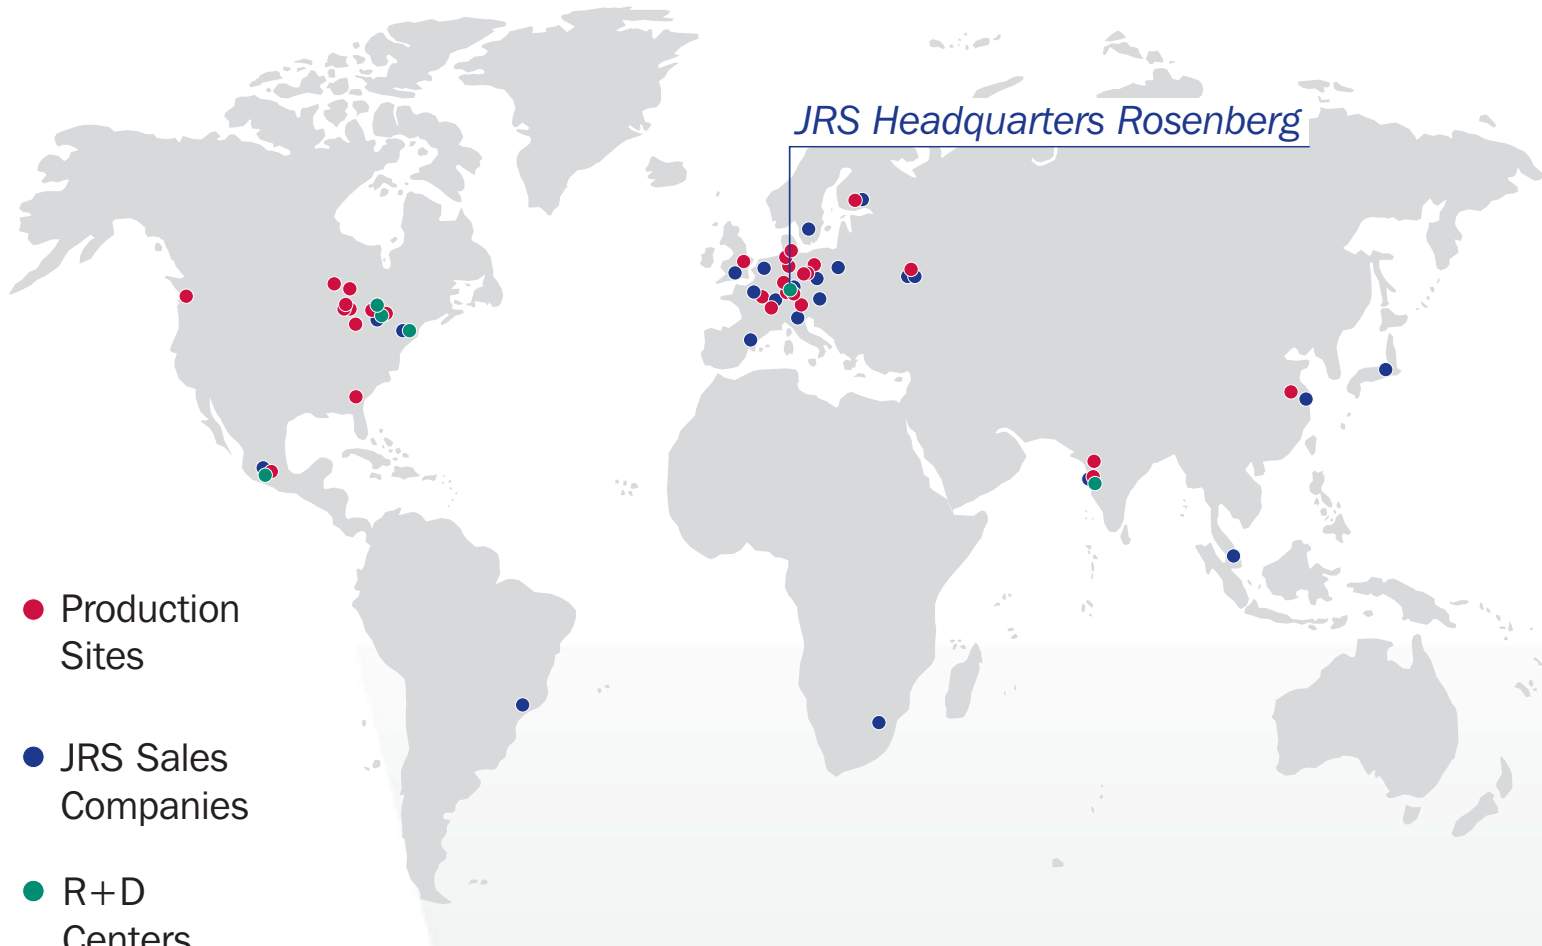 JRS Headquarters Rosenberg
Production
Sites
JRS Sales
Companies
R+D
Centers